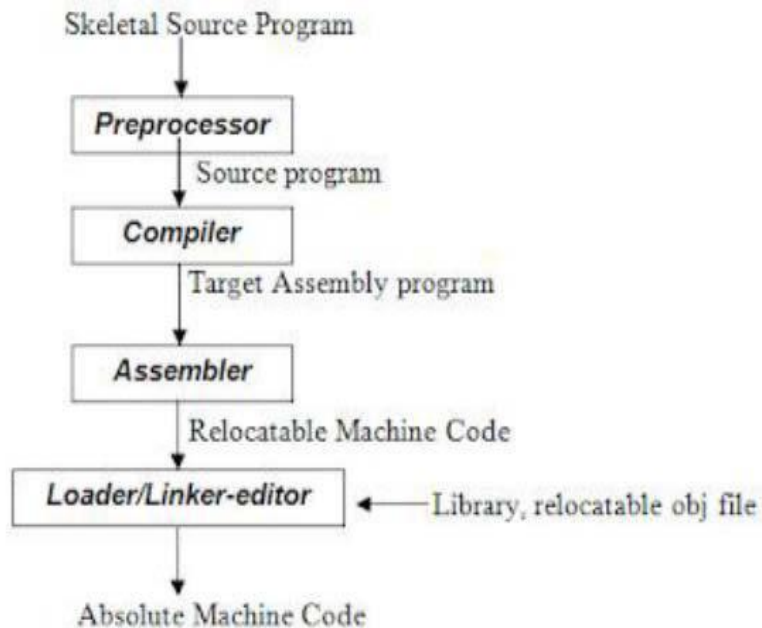 Skeletal Source Program
Preprocessor
Source program
Compiler
Target Assembly program
Assembler
Relocatable Machine Code
Loader/Linker-editor
Library, relocatable obj file
Absolute Machine Code